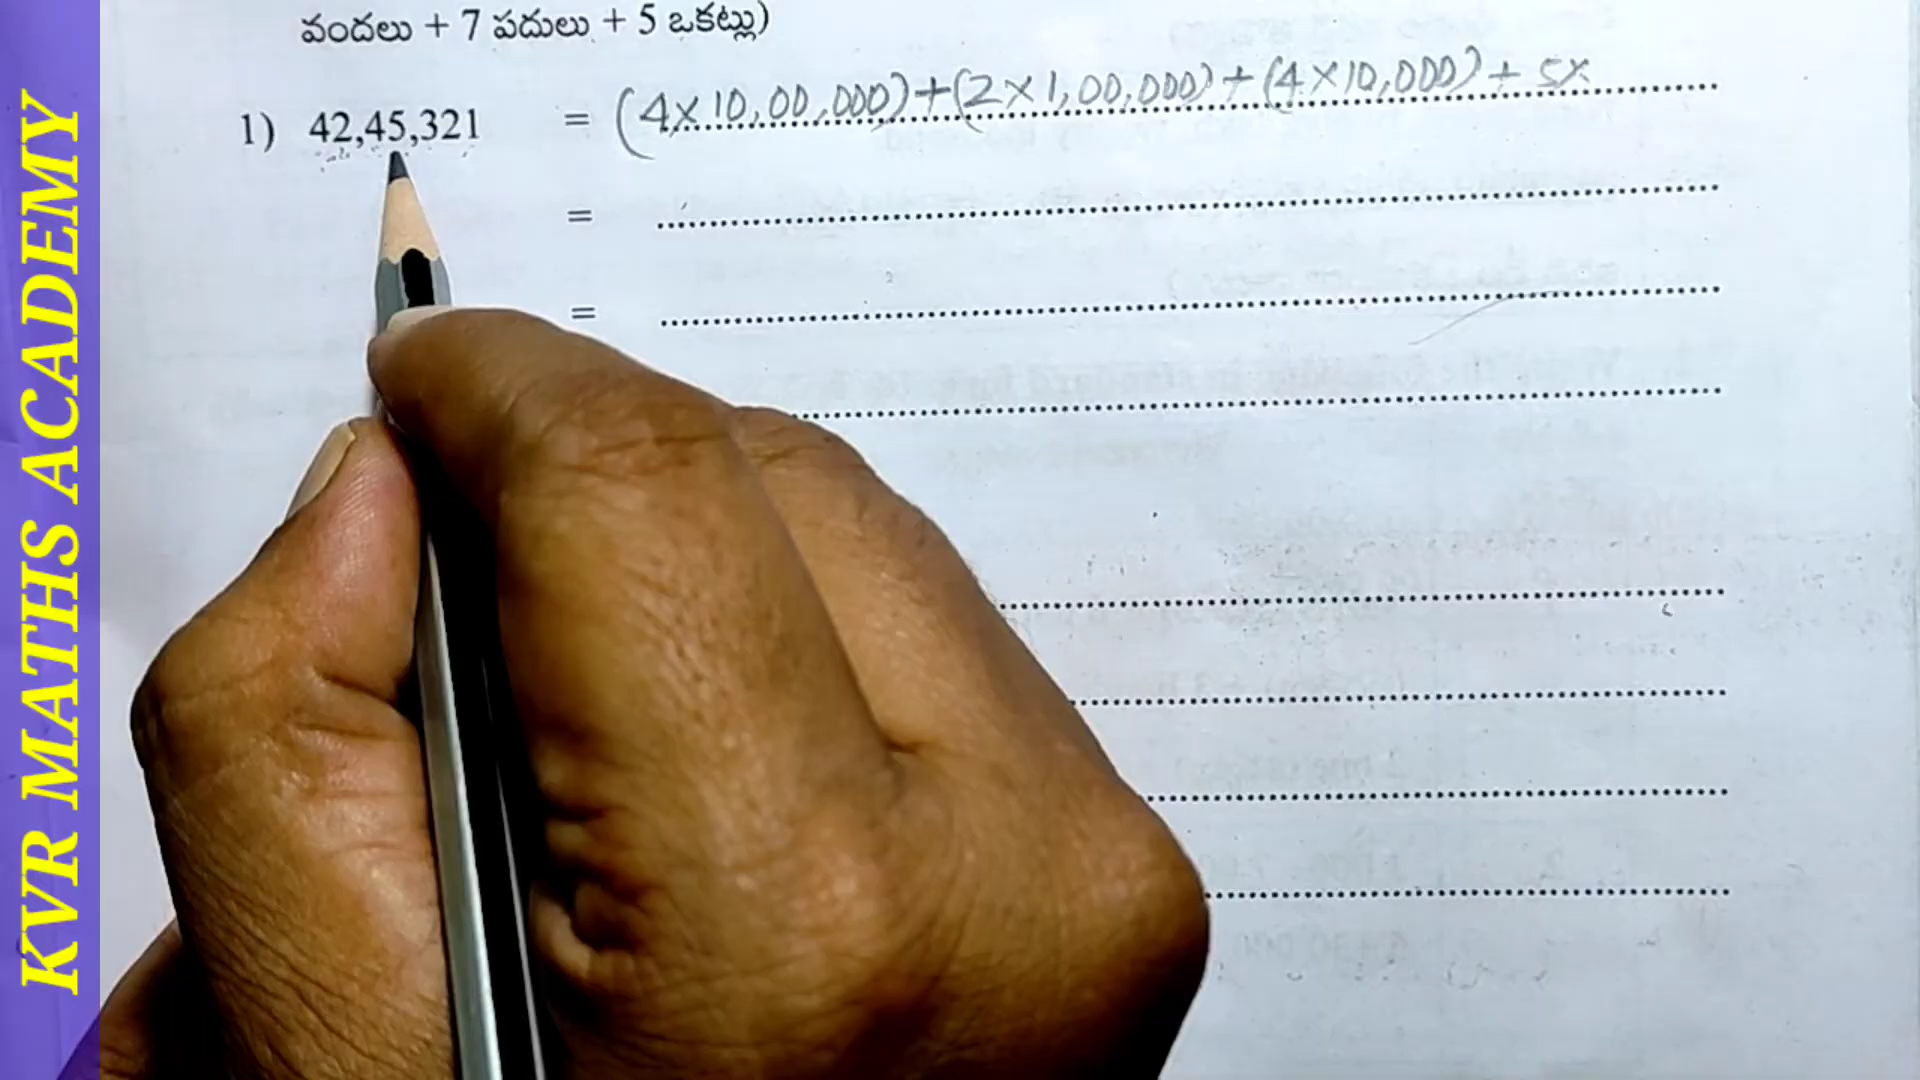 KVR MATHS ACADEMY
వందలు + 7 పదులు + 5 ఒకట్లు)
1) 42,45,321 = (4×10,00,000)+(2×1,00,000)+(4×10,000)+5×
=
=